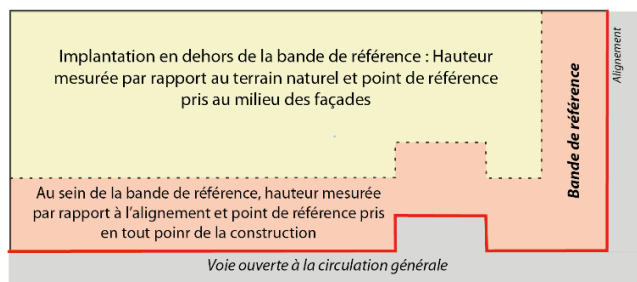 Implantation en dehors de la bande de référence : Hauteur
mesurée par rapport au terrain naturel et point de référence
pris au milieu des façades
Alignement
Bande de référence
Au sein de la bande de référence, hauteur mesurée
par rapport à l'alignement et point de référence pris
en tout poinr de la construction
Voie ouverte à la circulation générale